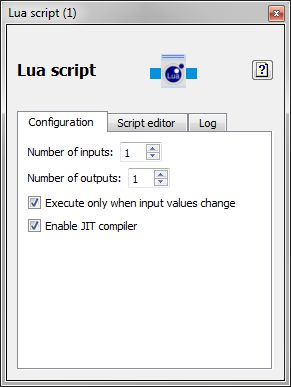 Lua script (1)
Lua script
Lua
?
Configuration
Script editor
Log
Number of inputs: 1
Number of outputs: 1
Execute only when input values change
Enable JIT compiler